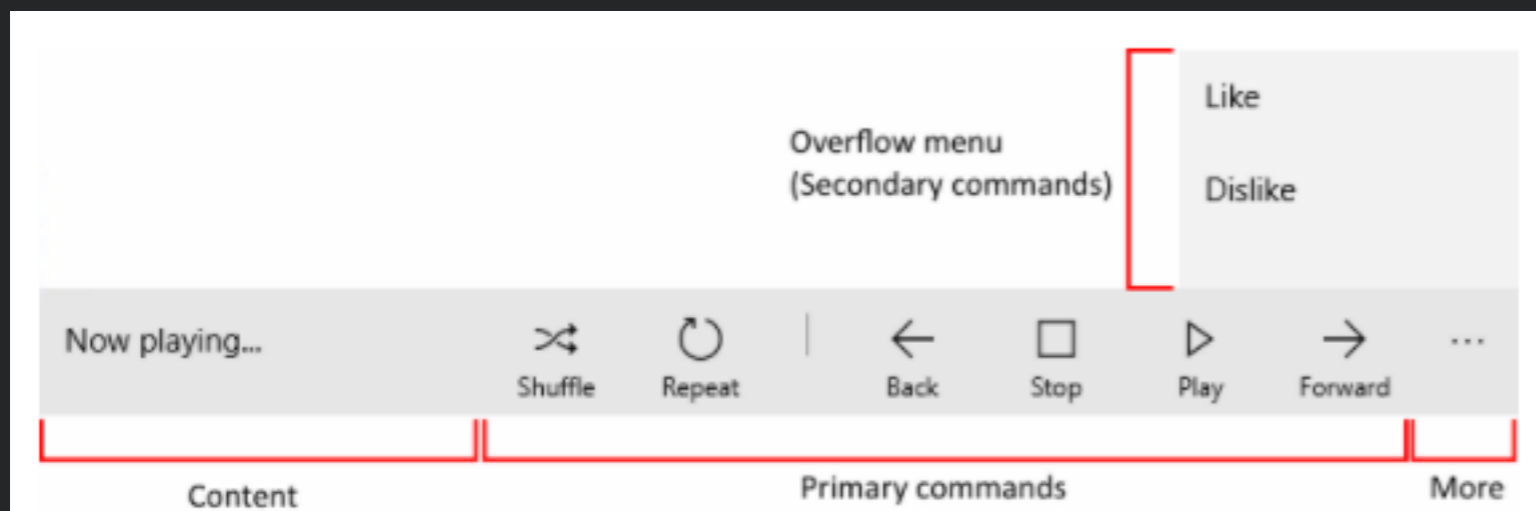 Like
Overflow menu
(Secondary commands)
Dislike
Now playing...
Shuffle
Repeat
Back
Stop
Play
Forward
...
Content
Primary commands
More